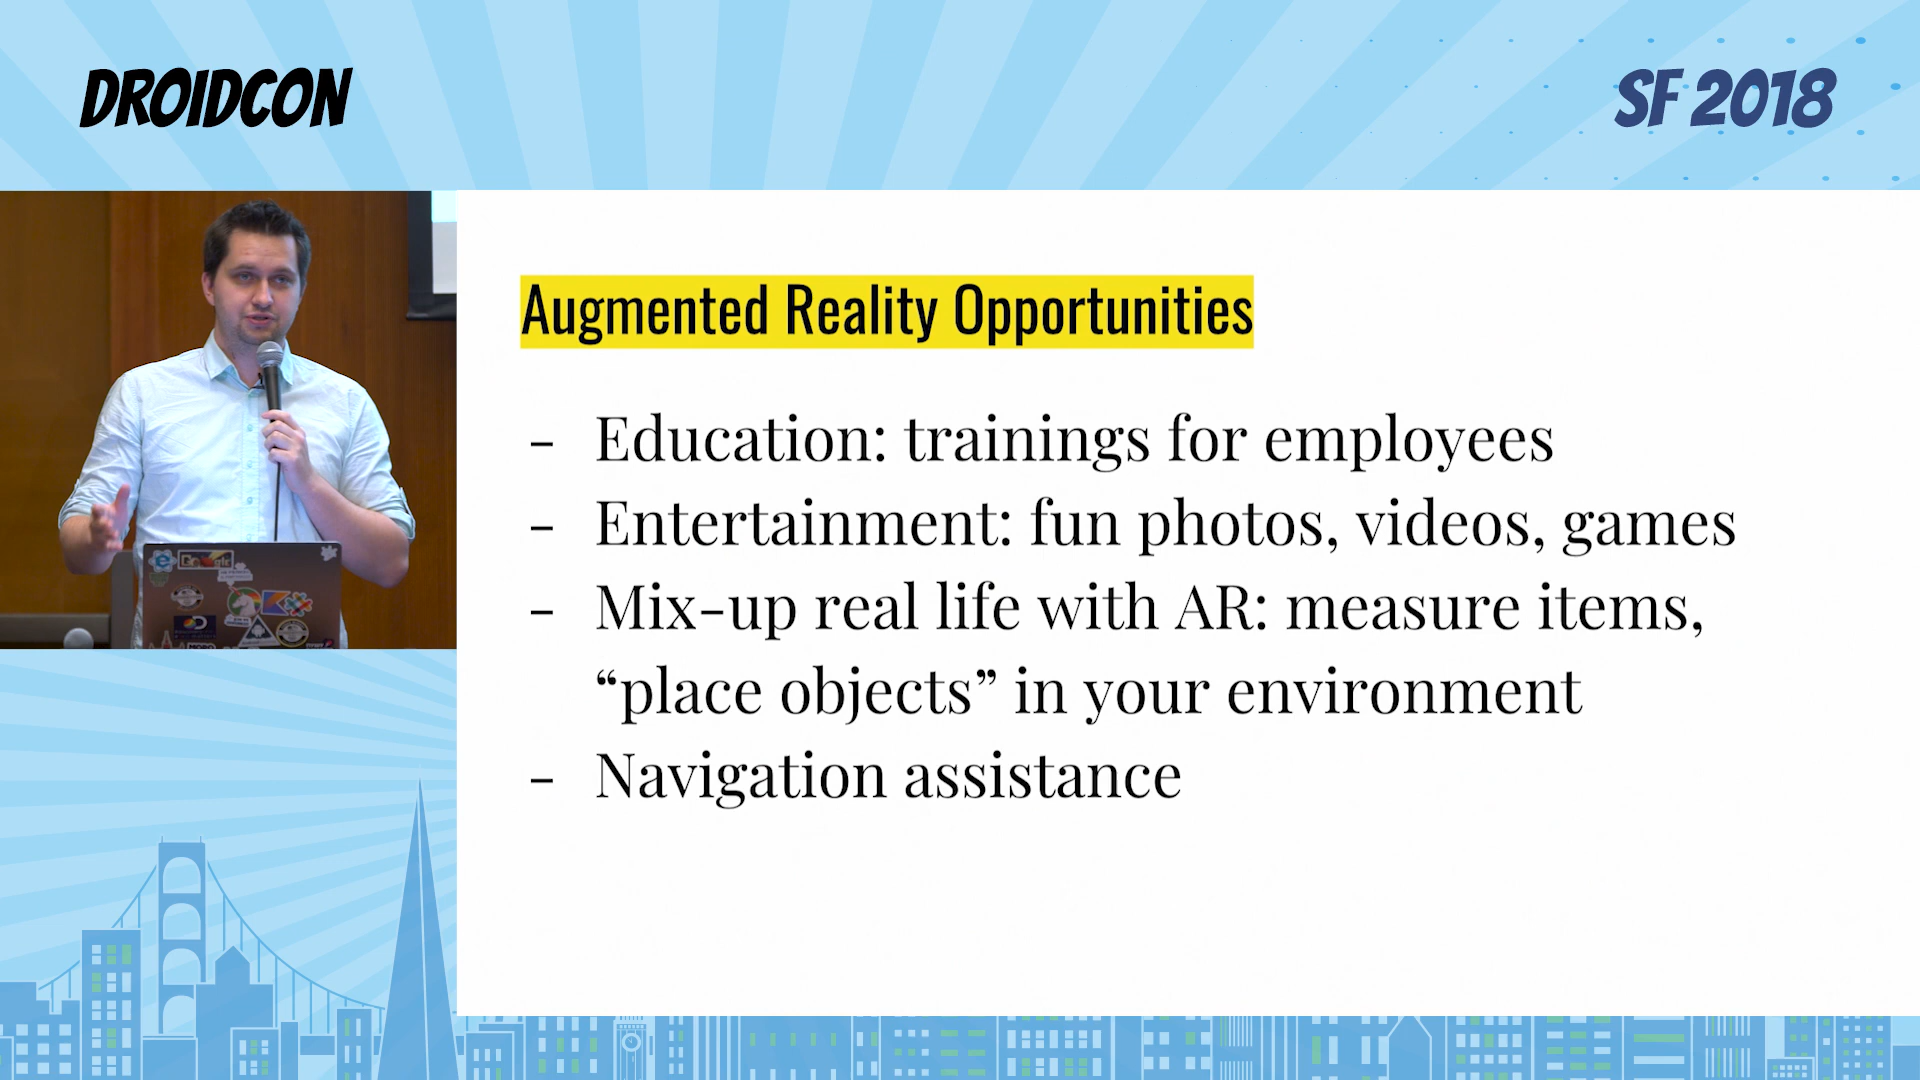 DROIDCON
SF 2018
Augmented Reality Opportunities
- Education: trainings for employees
- Entertainment: fun photos, videos, games
- Mix-up real life with AR: measure items,
“place objects” in your environment
- Navigation assistance